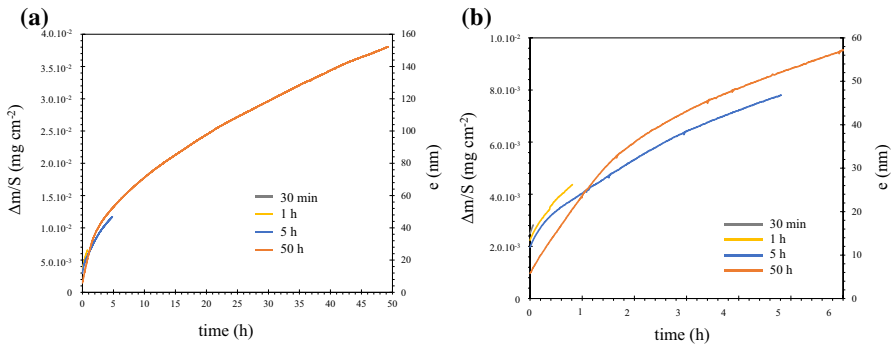 (a)
4.0.10-2
3.5.10-2
3.0.10-2
2.5.10-2
2.0.10-2
1.5.10-2
1.0.10-2
5.0.10-3
0
Δm/S (mg cm-2)
160
140
120
100
80
60
40
20
0
e (nm)
30 min
1 h
5 h
50 h
0 5 10 15 20 25 30 35 40 45 50
time (h)
(b)
1.0.10-2
8.0.10-3
6.0.10-3
4.0.10-3
2.0.10-3
0
Δm/S (mg cm-2)
60
50
40
30
20
10
0
e (nm)
30 min
1 h
5 h
50 h
0 1 2 3 4 5 6
time (h)